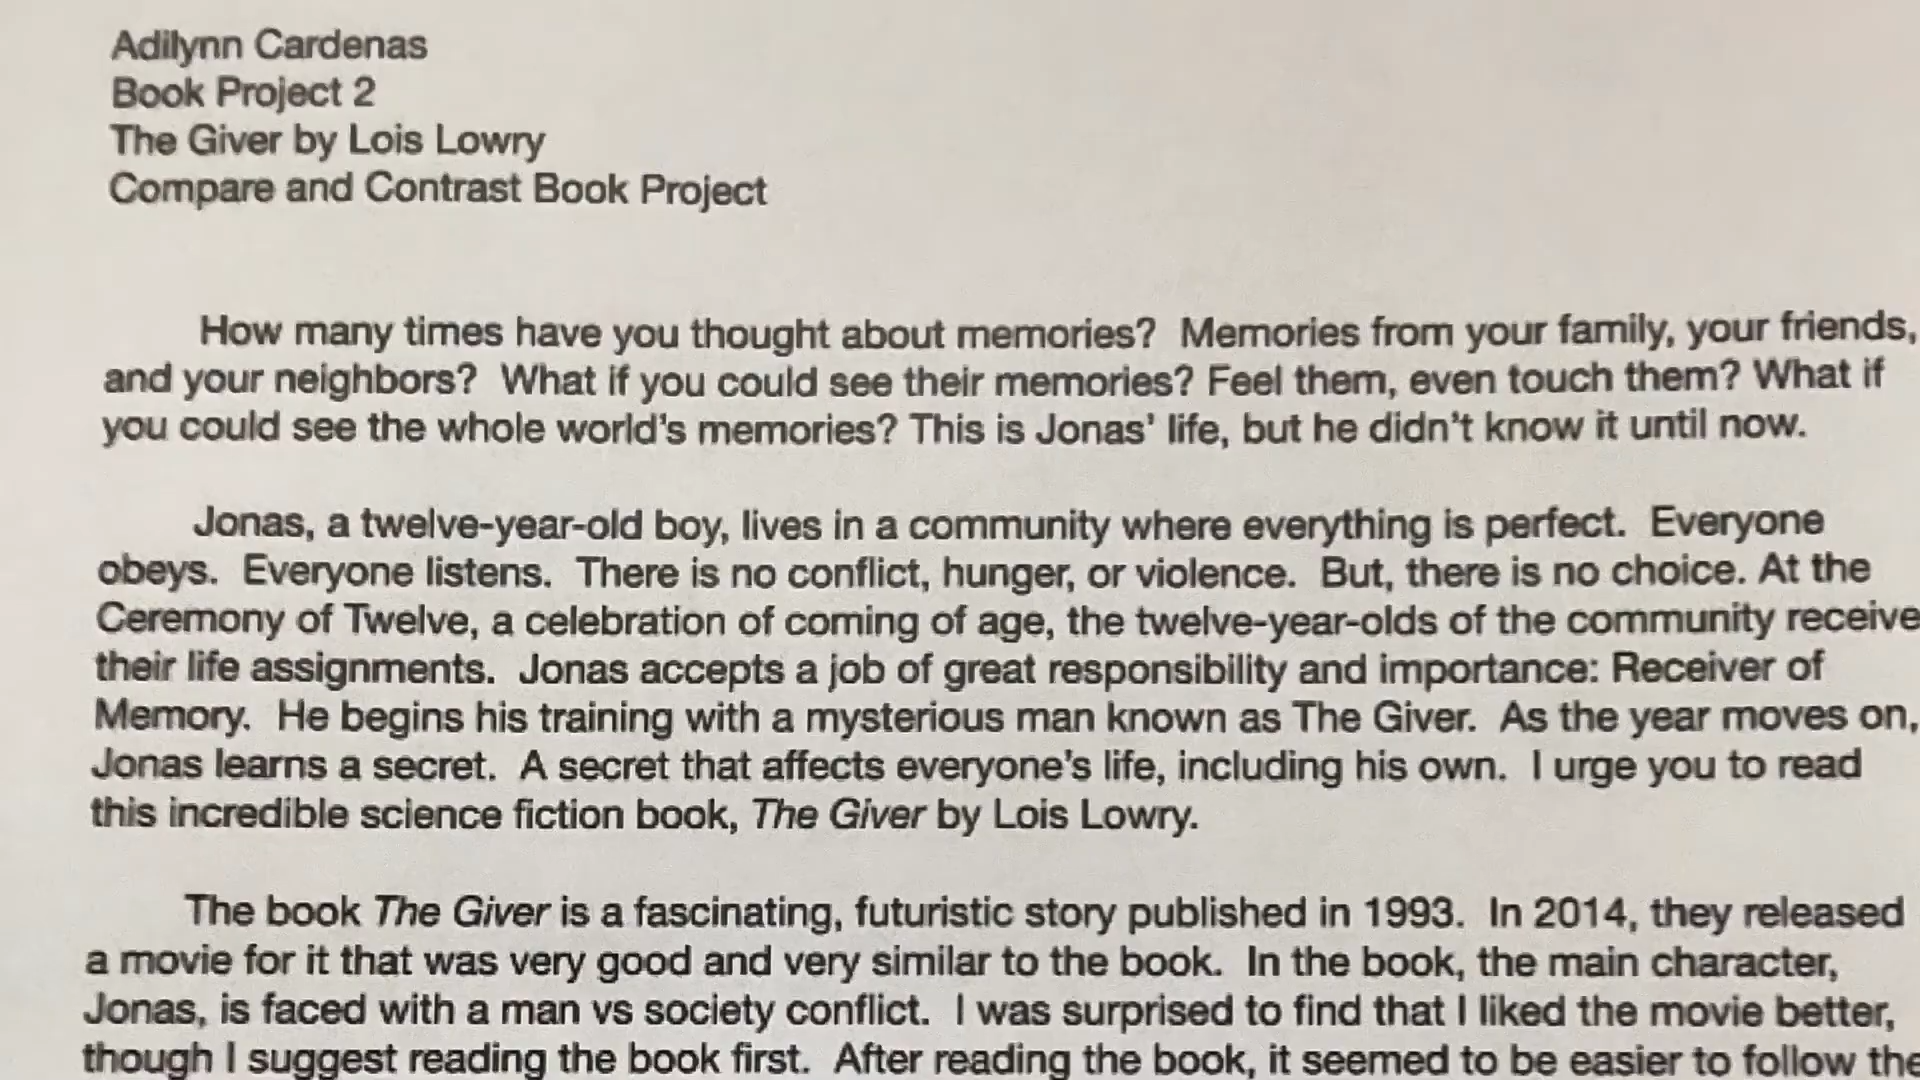 Adilynn Cardenas
Book Project 2
The Giver by Lois Lowry
Compare and Contrast Book Project
How many times have you thought about memories?  Memories from your family, your friends,
and your neighbors?  What if you could see their memories? Feel them, even touch them? What if
you could see the whole world's memories? This is Jonas' life, but he didn't know it until now.
Jonas, a twelve-year-old boy, lives in a community where everything is perfect.  Everyone
obeys.  Everyone listens.  There is no conflict, hunger, or violence.  But, there is no choice. At the
Ceremony of Twelve, a celebration of coming of age, the twelve-year-olds of the community receive
their life assignments.  Jonas accepts a job of great responsibility and importance: Receiver of
Memory.  He begins his training with a mysterious man known as The Giver.  As the year moves on,
Jonas learns a secret.  A secret that affects everyone's life, including his own.  I urge you to read
this incredible science fiction book, The Giver by Lois Lowry.
The book The Giver is a fascinating, futuristic story published in 1993.  In 2014, they released
a movie for it that was very good and very similar to the book.  In the book, the main character,
Jonas, is faced with a man vs society conflict.  I was surprised to find that I liked the movie better,
though I suggest reading the book first.  After reading the book, it seemed to be easier to follow the